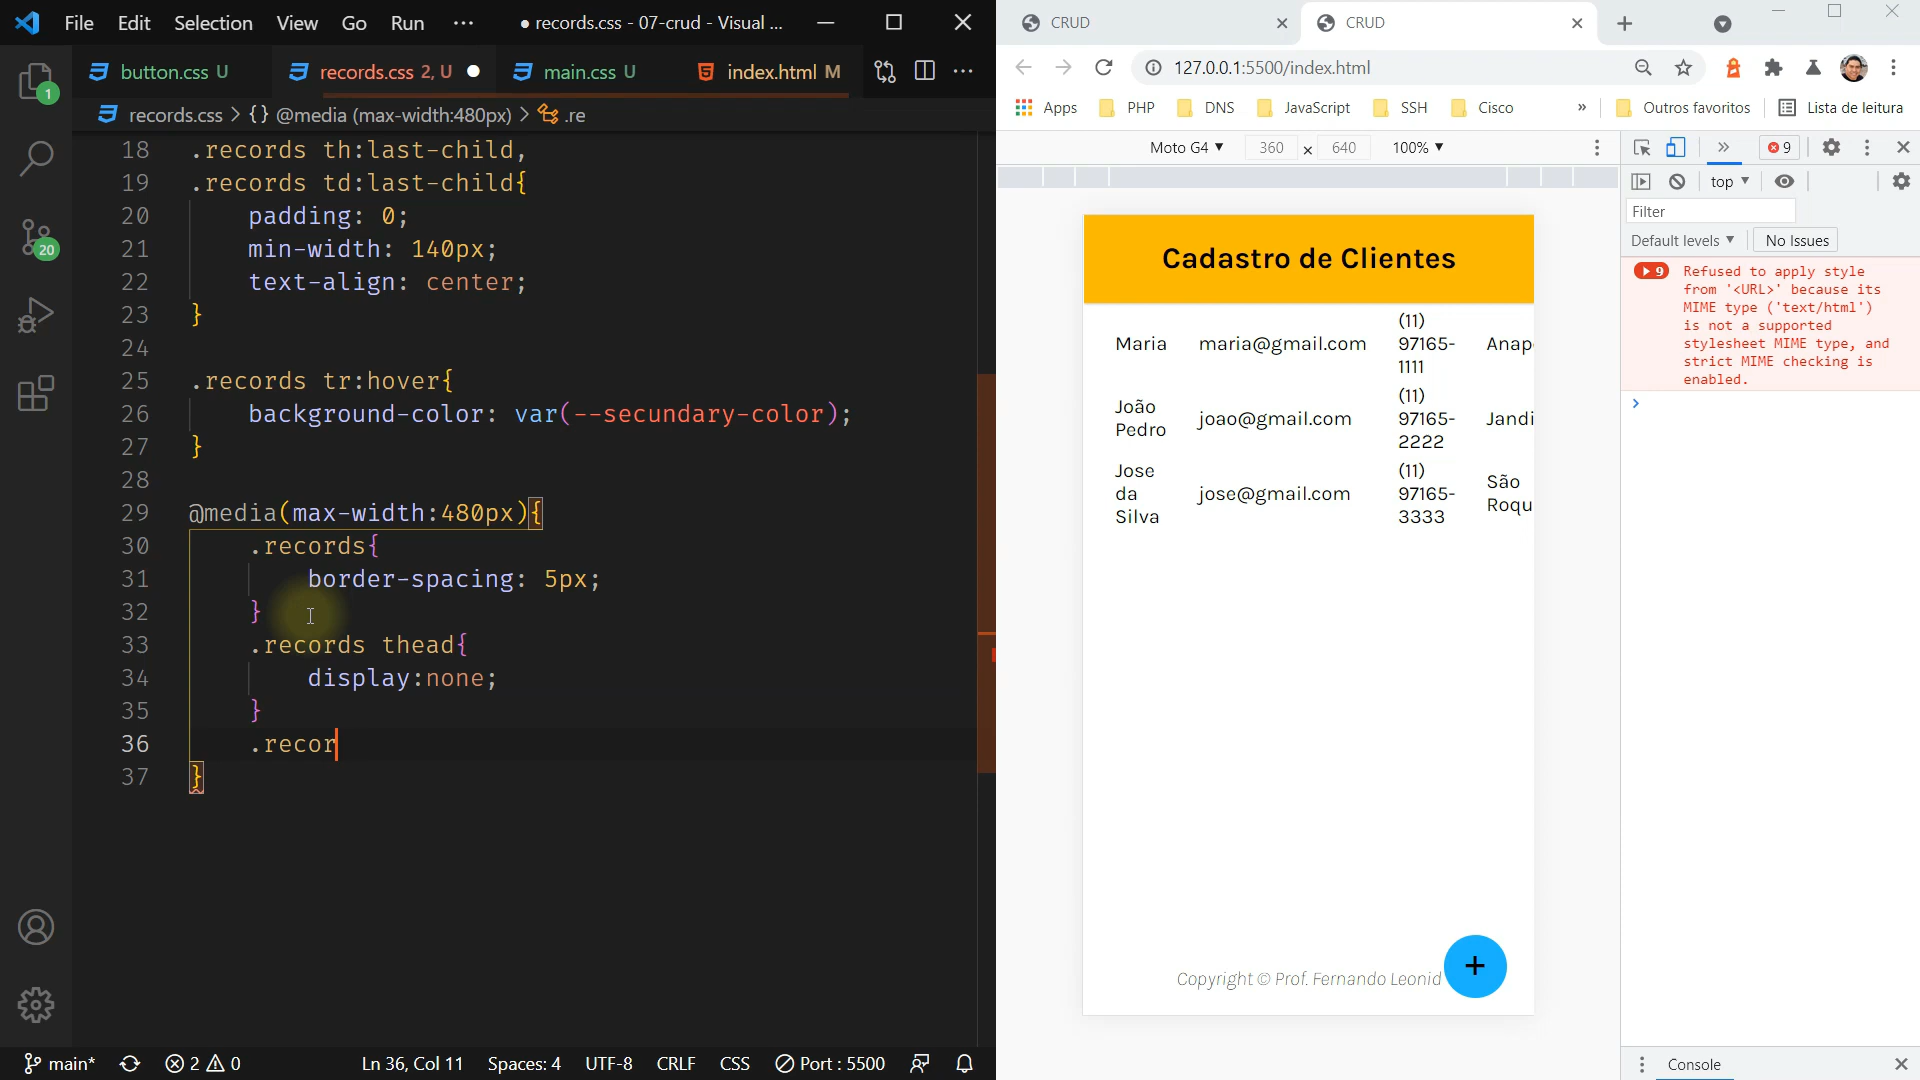 File Edit Selection View Go Run ··· ● records.css - 07-crud - Visual ...
button.css U records.css 2, U ● main.css U index.html M ···
records.css > {} @media (max-width:480px) > .re
18 .records th:last-child,
19 .records td:last-child{
20 padding: 0;
21 min-width: 140px;
22 text-align: center;
23 }
24
25 .records tr:hover{
26 background-color: var(--secundary-color);
27 }
28
29 @media(max-width:480px){
30 .records{
31 border-spacing: 5px;
32 }
33 .records thead{
34 display:none;
35 }
36 .recor
37 }
1
20
main* 2 0 Ln 36, Col 11 Spaces: 4 UTF-8 CRLF CSS Port : 5500
CRUD CRUD
127.0.0.1:5500/index.html
Apps PHP DNS JavaScript SSH Cisco » Outros favoritos Lista de leitura
Moto G4 ▼ 360 x 640 100% ▼
Cadastro de Clientes
Maria maria@gmail.com (11) 97165-1111 Anap
João Pedro joao@gmail.com (11) 97165-2222 Jandi
Jose da Silva jose@gmail.com (11) 97165-3333 São Roqu
Copyright © Prof. Fernando Leonid
+
» 9
top ▼
Filter
Default levels ▼ No Issues
9 Refused to apply style
from '<URL>' because its
MIME type ('text/html')
is not a supported
stylesheet MIME type, and
strict MIME checking is
enabled.
>
Console